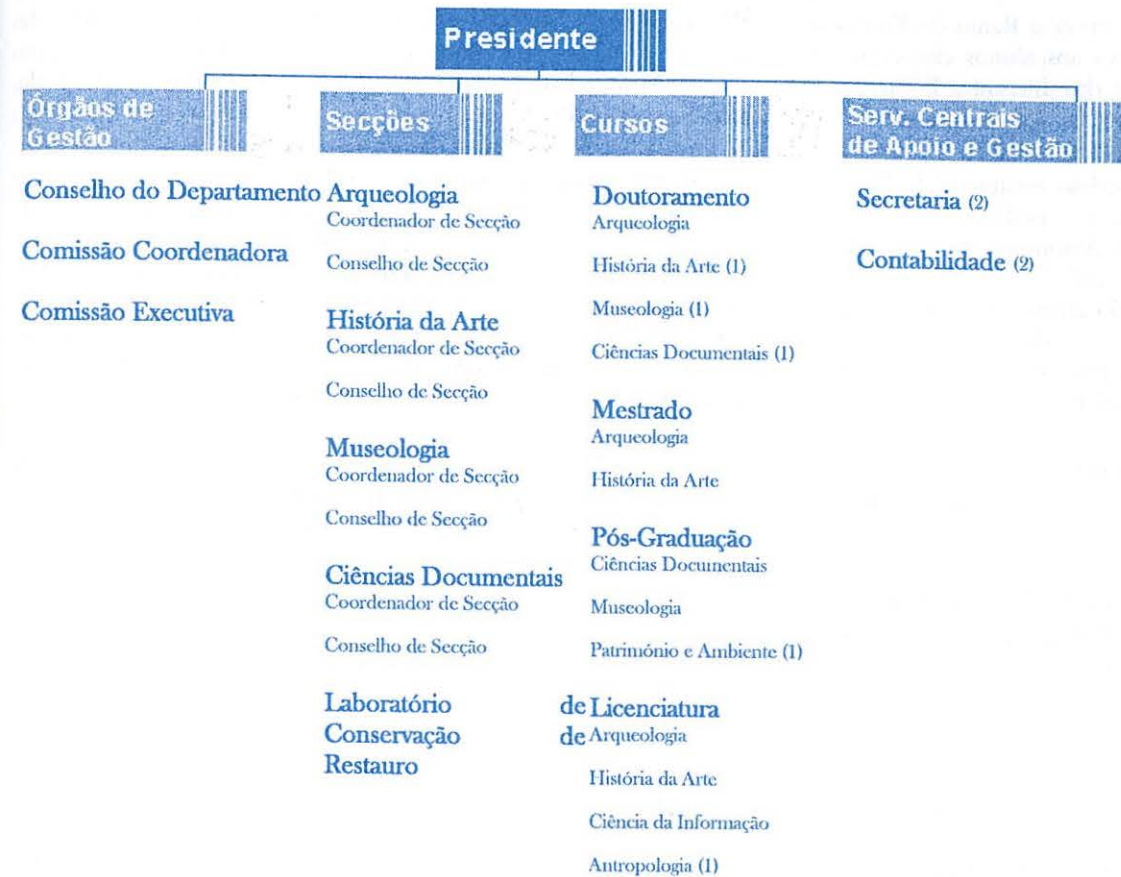 Presidente
Órgãos de
Gestão
Secções
Cursos
Serv. Centrais
de Apoio e Gestão
Conselho do Departamento
Comissão Coordenadora
Comissão Executiva
Arqueologia
Coordenador de Secção
Conselho de Secção
História da Arte
Coordenador de Secção
Conselho de Secção
Museologia
Coordenador de Secção
Conselho de Secção
Ciências Documentais
Coordenador de Secção
Conselho de Secção
Laboratório de
Conservação de
Restauro
Doutoramento
Arqueologia
História da Arte (1)
Museologia (1)
Ciências Documentais (1)
Mestrado
Arqueologia
História da Arte
Pós-Graduação
Ciências Documentais
Museologia
Património e Ambiente (1)
Licenciatura
Arqueologia
História da Arte
Ciência da Informação
Antropologia (1)
Secretaria (2)
Contabilidade (2)